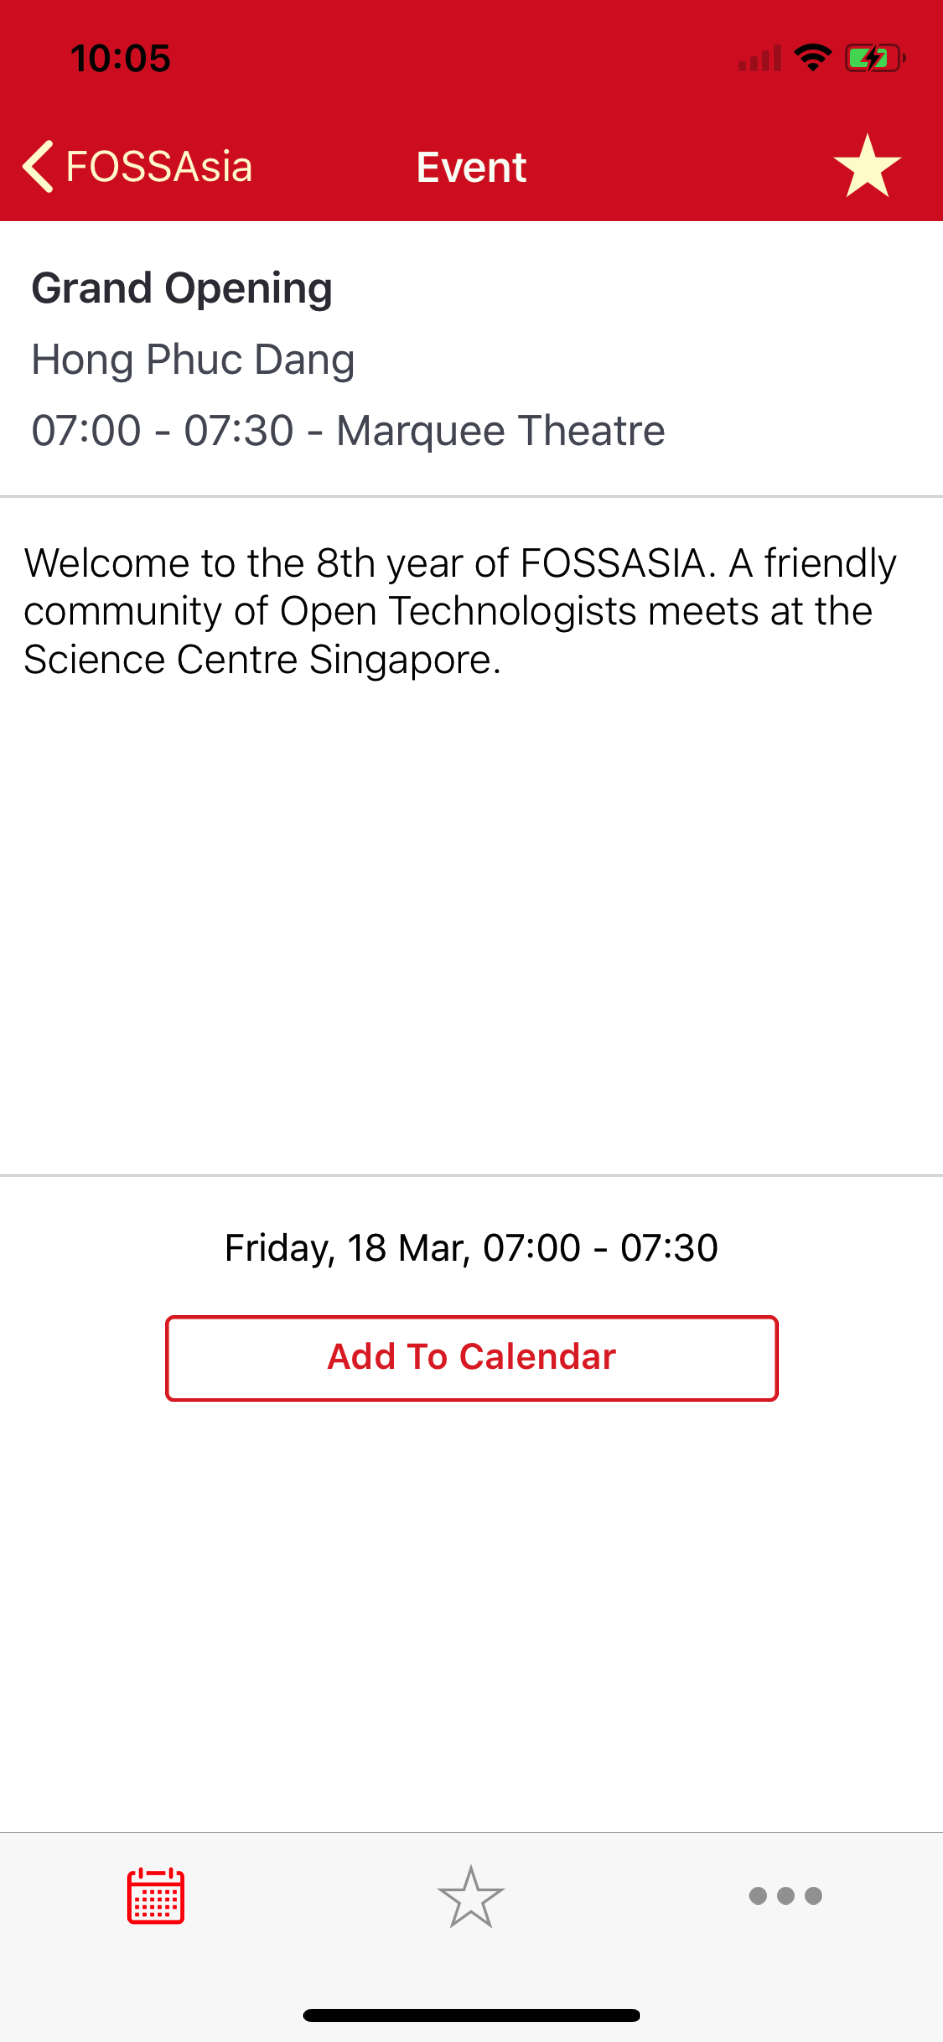 10:05
FOSSAsia
Event
Grand Opening
Hong Phuc Dang
07:00 - 07:30 - Marquee Theatre
Welcome to the 8th year of FOSSASIA. A friendly
community of Open Technologists meets at the
Science Centre Singapore.
Friday, 18 Mar, 07:00 - 07:30
Add To Calendar